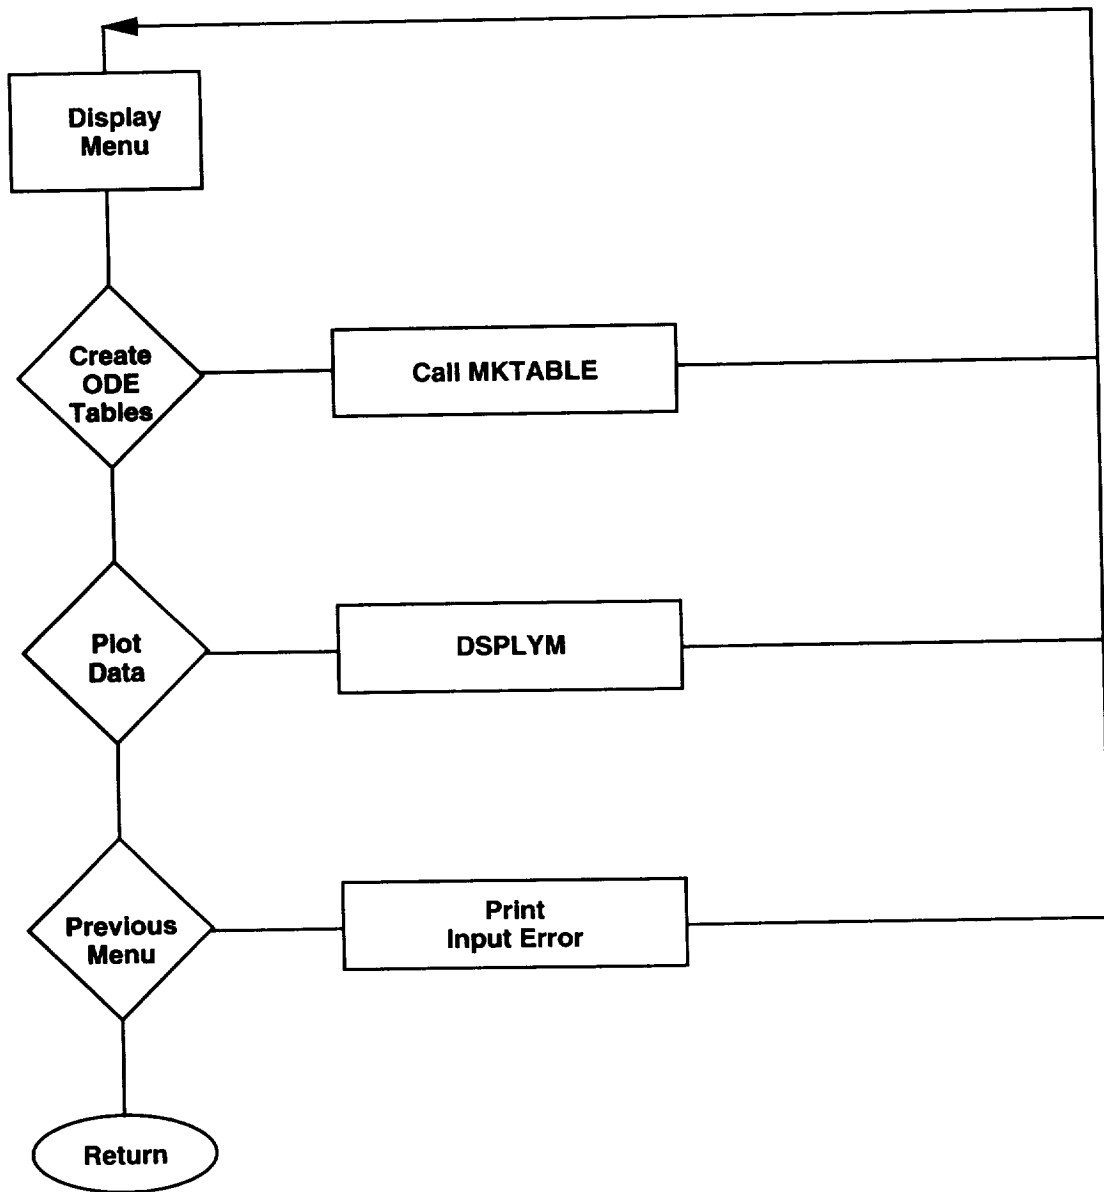 Display
Menu
Create
ODE
Tables
Call MKTABLE
Plot
Data
DSPLYM
Previous
Menu
Print
Input Error
Return